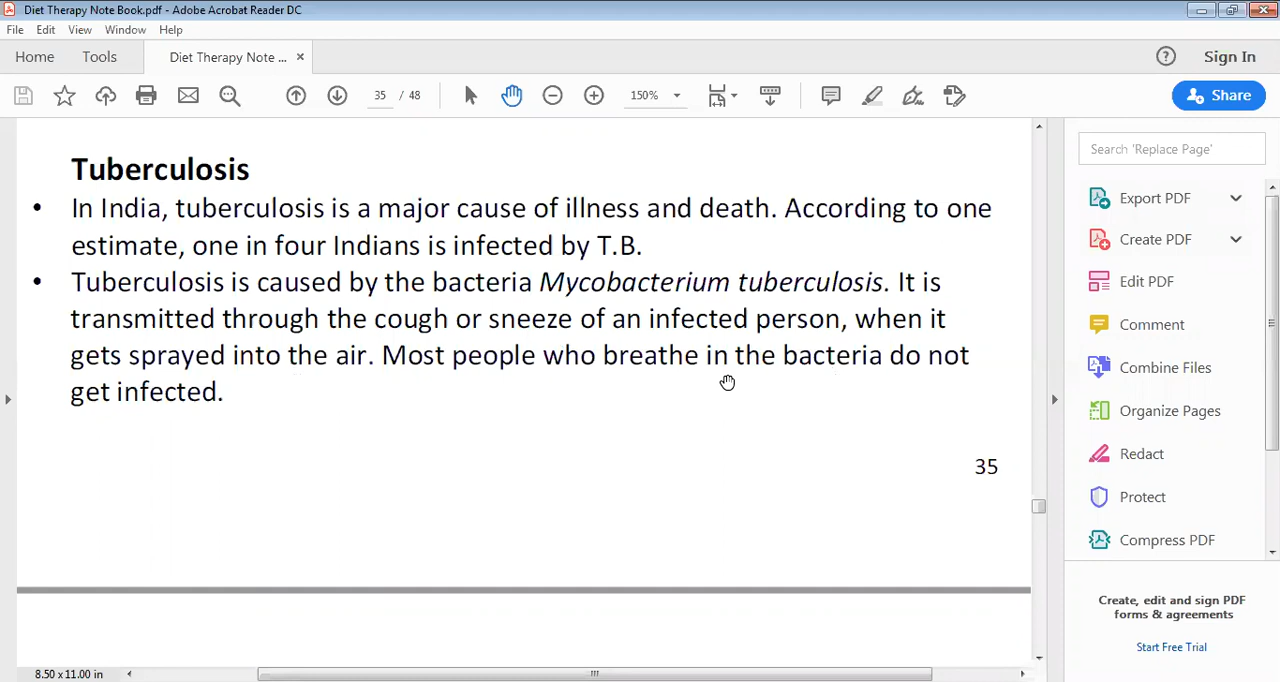 Diet Therapy Note Book.pdf - Adobe Acrobat Reader DC
File Edit View Window Help
Home Tools Diet Therapy Note ... × Sign In
35 / 48 150% Share
Tuberculosis
• In India, tuberculosis is a major cause of illness and death. According to one
estimate, one in four Indians is infected by T.B.
• Tuberculosis is caused by the bacteria Mycobacterium tuberculosis. It is
transmitted through the cough or sneeze of an infected person, when it
gets sprayed into the air. Most people who breathe in the bacteria do not
get infected.
35
8.50 x 11.00 in
Search 'Replace Page'
Export PDF
Create PDF
Edit PDF
Comment
Combine Files
Organize Pages
Redact
Protect
Compress PDF
Create, edit and sign PDF
forms & agreements
Start Free Trial